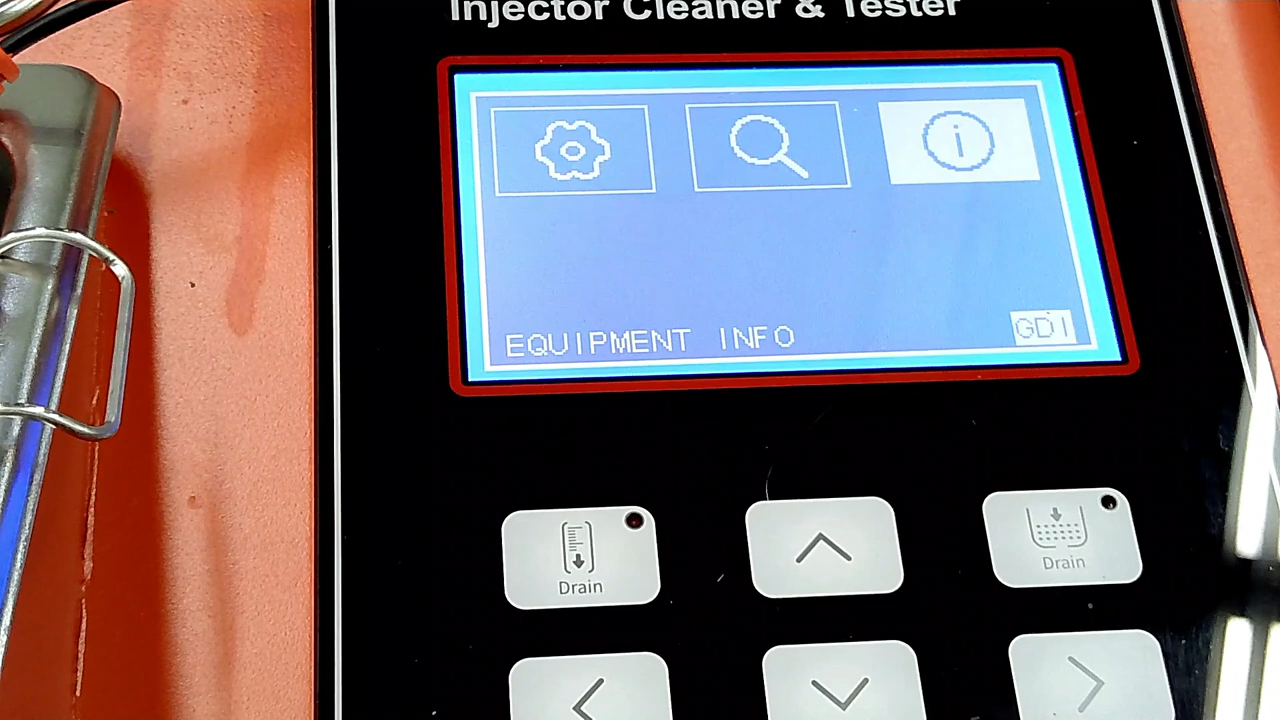 Injector Cleaner & Tester
i
EQUIPMENT INFO
GDI
Drain
Drain